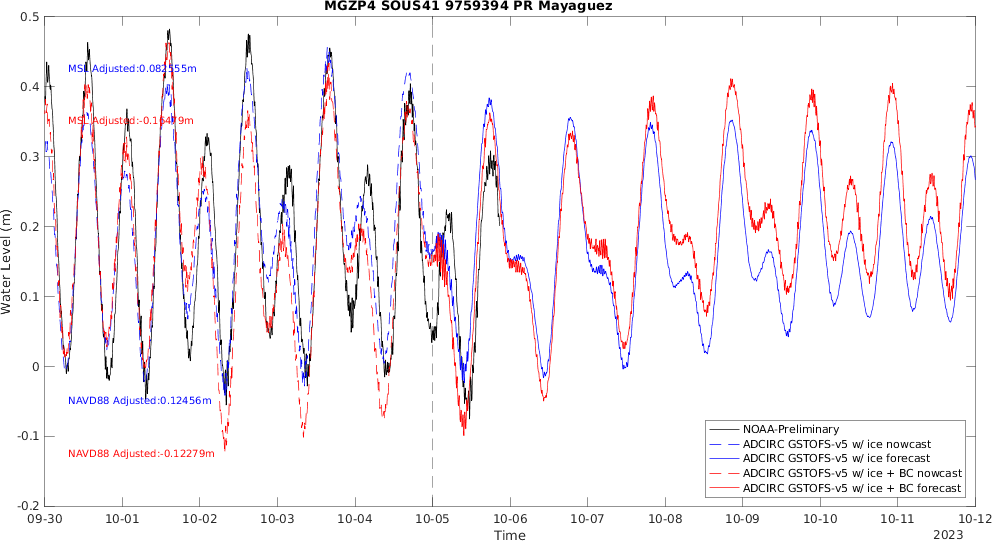 MGZP4 SOUS41 9759394 PR Mayaguez
0.5
0.4
0.3
0.2
0.1
0
-0.1
-0.2
Water Level (m)
MSL Adjusted:0.082555m
MSL Adjusted:-0.16479m
NAVD88 Adjusted:0.12456m
NAVD88 Adjusted:-0.12279m
NOAA-Preliminary
ADCIRC GSTOFS-v5 w/ ice nowcast
ADCIRC GSTOFS-v5 w/ ice forecast
ADCIRC GSTOFS-v5 w/ ice + BC nowcast
ADCIRC GSTOFS-v5 w/ ice + BC forecast
09-30 10-01 10-02 10-03 10-04 10-05 10-06 10-07 10-08 10-09 10-10 10-11 10-12
Time
2023